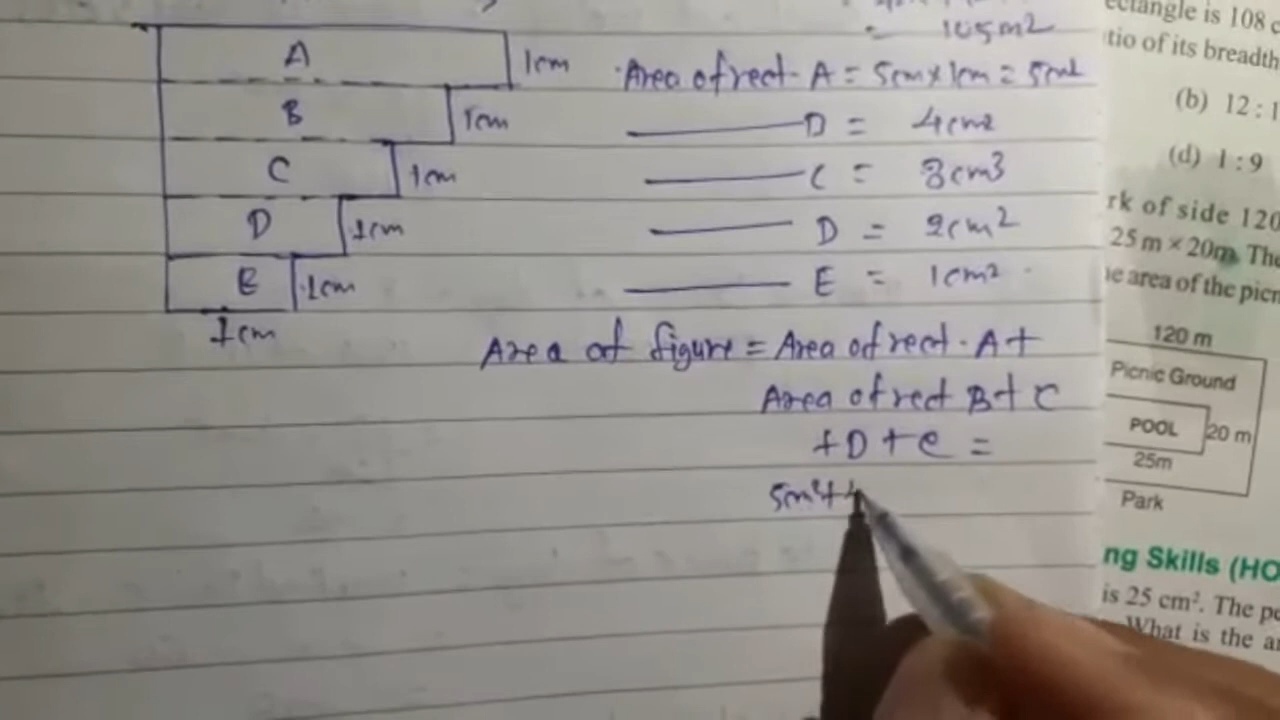 = 105m2
A 1cm
Area of rect. A = 5cm x 1cm = 5cm2
B 1cm
D = 4cm2
C 1cm
C = 3cm3
D 1cm
D = 2cm2
E 1cm
E = 1cm2
1cm
Area of figure = Area of rect. A +
Area of rect B + C
+ D + e =
5m2 + 4
ectangle is 108 c
tio of its breadth
(b) 12 : 1
(d) 1 : 9
rk of side 120
25 m × 20m. The
e area of the picn
120 m
Picnic Ground
POOL 20 m
25m
Park
ng Skills (HO
is 25 cm². The pe
What is the a